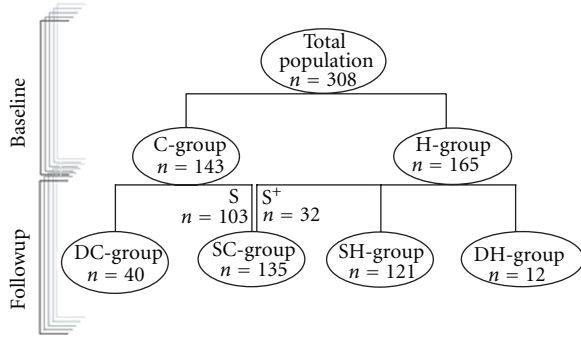 Total
population
n = 308
Baseline
C-group
n = 143
H-group
n = 165
S
n = 103
S+
n = 32
Followup
DC-group
n = 40
SC-group
n = 135
SH-group
n = 121
DH-group
n = 12